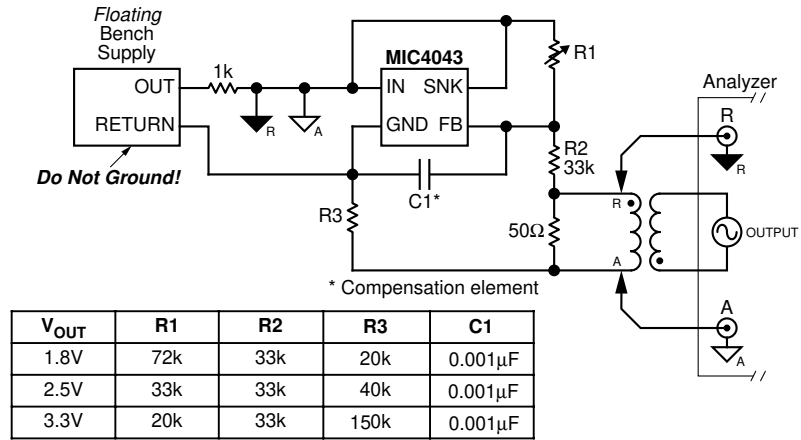 Floating
Bench
Supply
OUT
RETURN
Do Not Ground!
1k
R
A
MIC4043
IN SNK
GND FB
C1*
R1
R2
33k
R3
50Ω
R
A
Analyzer
R
R
OUTPUT
A
A
* Compensation element
VOUT R1 R2 R3 C1
1.8V 72k 33k 20k 0.001µF
2.5V 33k 33k 40k 0.001µF
3.3V 20k 33k 150k 0.001µF